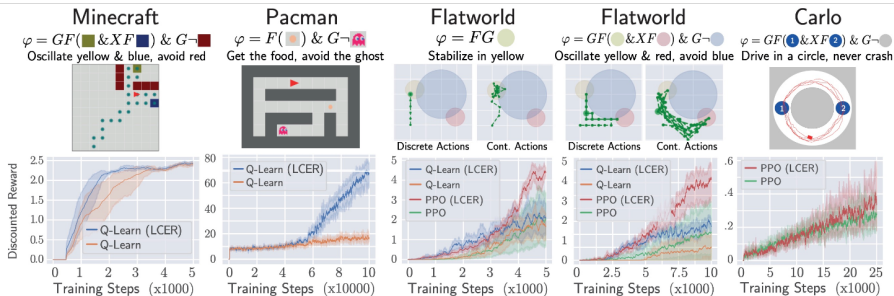 Minecraft
φ = GF( & XF ) & G¬
Oscillate yellow & blue, avoid red
Discounted Reward
2.5
2.0
1.5
1.0
0.5
0.0
Q-Learn (LCER)
Q-Learn
0 1 2 3 4 5
Training Steps (x1000)
Pacman
φ = F( ) & G¬
Get the food, avoid the ghost
80
60
40
20
0
Q-Learn (LCER)
Q-Learn
0 2 4 6 8 10
Training Steps (x10000)
Flatworld
φ = FG
Stabilize in yellow
Discrete Actions Cont. Actions
5
4
3
2
1
0
Q-Learn (LCER)
Q-Learn
PPO (LCER)
PPO
0 1 2 3 4 5
Training Steps (x1000)
Flatworld
φ = GF( & XF ) & G¬
Oscillate yellow & red, avoid blue
Discrete Actions Cont. Actions
5
4
3
2
1
0
Q-Learn (LCER)
Q-Learn
PPO (LCER)
PPO
0 2.5 5 7.5 10
Training Steps (x1000)
Carlo
φ = GF( 1 & XF 2 ) & G¬
Drive in a circle, never crash
1 2
.6
.4
.2
0
PPO (LCER)
PPO
0 5 10 15 20 25
Training Steps (x1000)